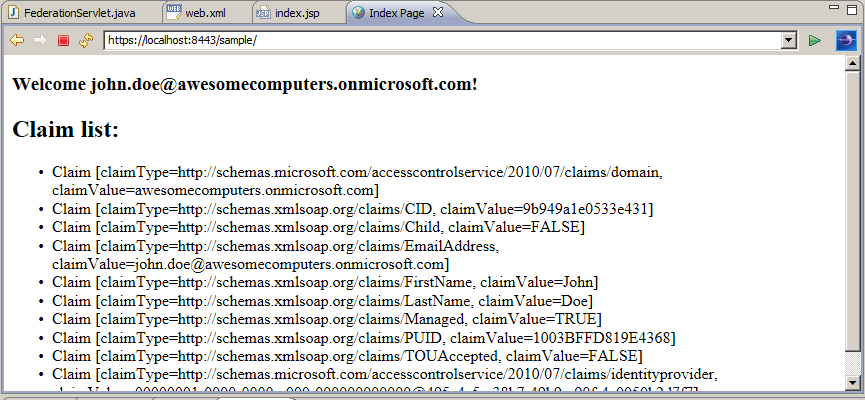 FederationServlet.java web.xml index.jsp Index Page
https://localhost:8443/sample/
Welcome john.doe@awesomecomputers.onmicrosoft.com!
Claim list:
• Claim [claimType=http://schemas.microsoft.com/accesscontrolservice/2010/07/claims/domain,
claimValue=awesomecomputers.onmicrosoft.com]
• Claim [claimType=http://schemas.xmlsoap.org/claims/CID, claimValue=9b949a1e0533e431]
• Claim [claimType=http://schemas.xmlsoap.org/claims/Child, claimValue=FALSE]
• Claim [claimType=http://schemas.xmlsoap.org/claims/EmailAddress,
claimValue=john.doe@awesomecomputers.onmicrosoft.com]
• Claim [claimType=http://schemas.xmlsoap.org/claims/FirstName, claimValue=John]
• Claim [claimType=http://schemas.xmlsoap.org/claims/LastName, claimValue=Doe]
• Claim [claimType=http://schemas.xmlsoap.org/claims/Managed, claimValue=TRUE]
• Claim [claimType=http://schemas.xmlsoap.org/claims/PUID, claimValue=1003BFFD819E4368]
• Claim [claimType=http://schemas.xmlsoap.org/claims/TOUAccepted, claimValue=FALSE]
• Claim [claimType=http://schemas.microsoft.com/accesscontrolservice/2010/07/claims/identityprovider,